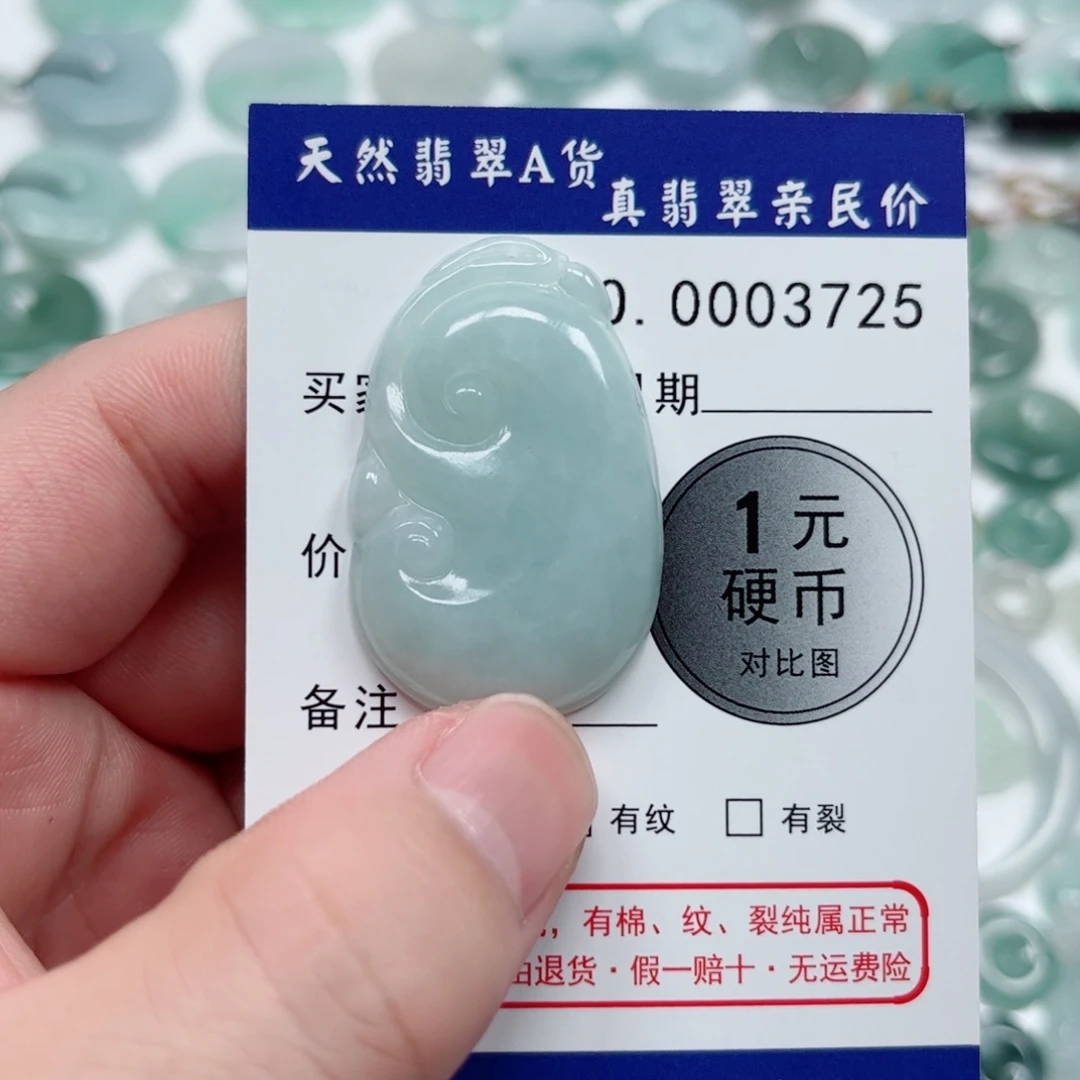 天然翡翠A货
真翡翠亲民价
0. 0003725
买 期
1元
硬币
对比图
价
备注
有纹 有裂
，有棉、纹、裂纯属正常
由退货·假一赔十·无运费险